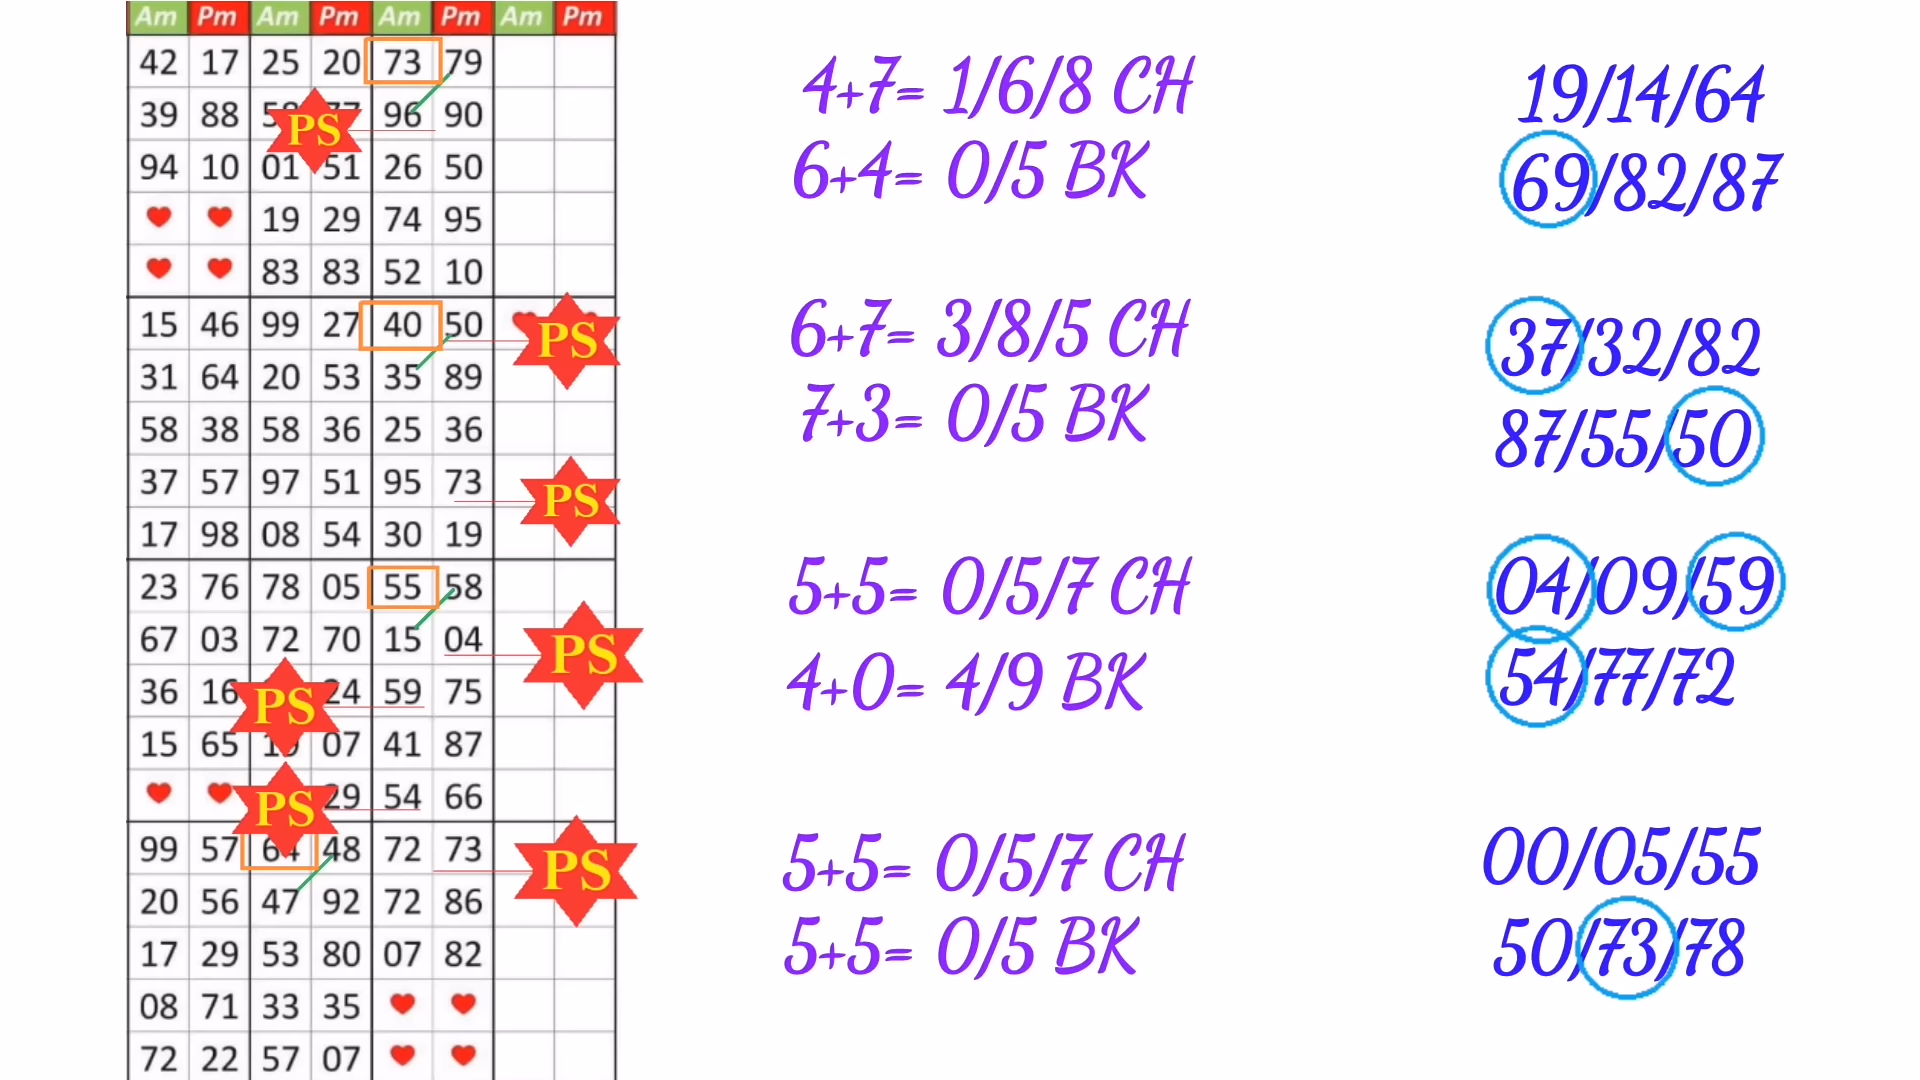 Am Pm Am Pm Am Pm Am Pm
42 17 25 20 73 79
39 88 77 96 90
PS
94 10 01 51 26 50
19 29 74 95
83 83 52 10
15 46 99 27 40 50
PS
31 64 20 53 35 89
58 38 58 36 25 36
37 57 97 51 95 73
PS
17 98 08 54 30 19
23 76 78 05 55 58
67 03 72 70 15 04
PS
36 16 24 59 75
PS
15 65 19 07 41 87
29 54 66
PS
99 57 64 48 72 73
PS
20 56 47 92 72 86
17 29 53 80 07 82
08 71 33 35
72 22 57 07
4+7= 1/6/8 CH
6+4= 0/5 BK
6+7= 3/8/5 CH
7+3= 0/5 BK
5+5= 0/5/7 CH
4+0= 4/9 BK
5+5= 0/5/7 CH
5+5= 0/5 BK
19/14/64
69/82/87
37/32/82
87/55/50
04/09/59
54/77/72
00/05/55
50/73/78